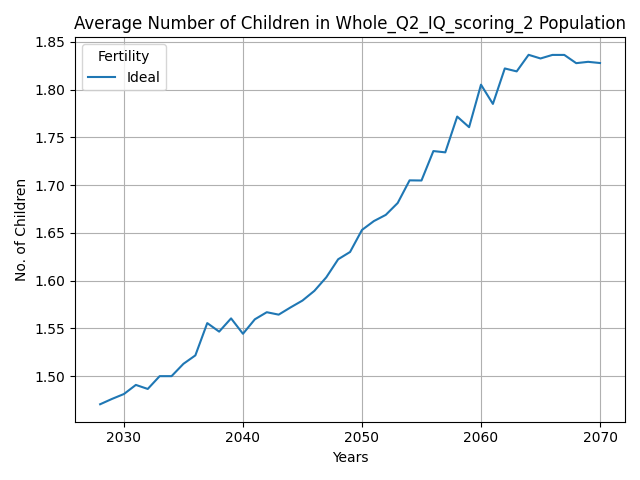 Average Number of Children in Whole_Q2_IQ_scoring_2 Population
Fertility
Ideal
No. of Children
1.85
1.80
1.75
1.70
1.65
1.60
1.55
1.50
2030 2040 2050 2060 2070
Years